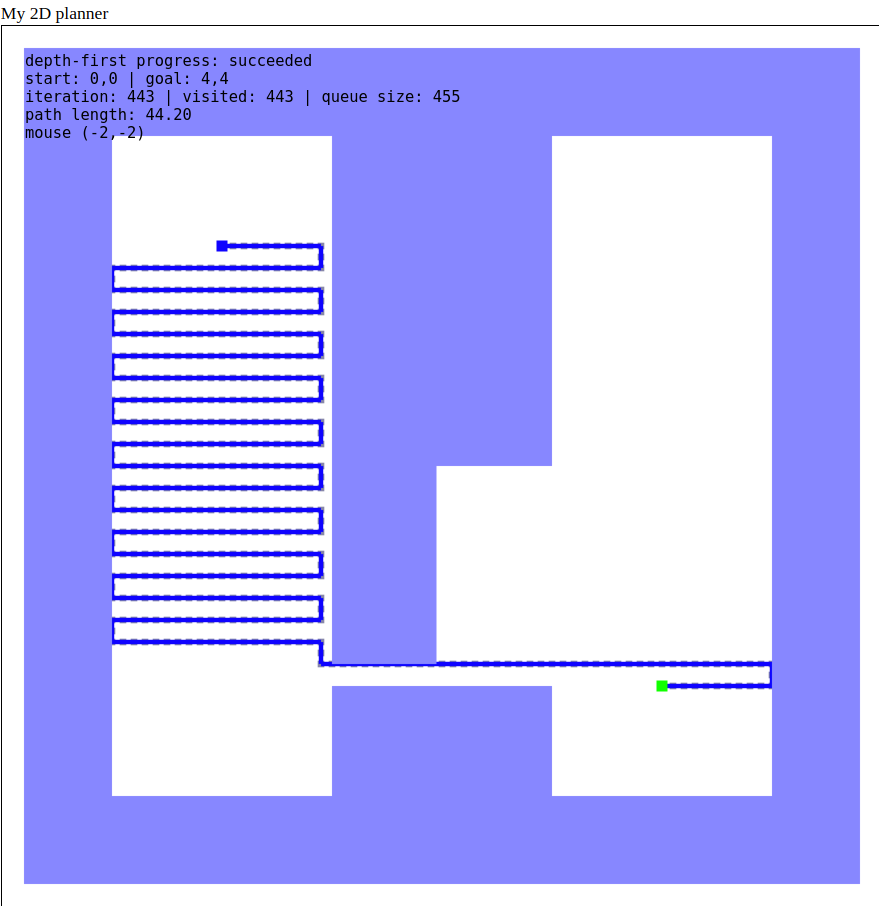 My 2D planner
depth-first progress: succeeded
start: 0,0 | goal: 4,4
iteration: 443 | visited: 443 | queue size: 455
path length: 44.20
mouse (-2,-2)